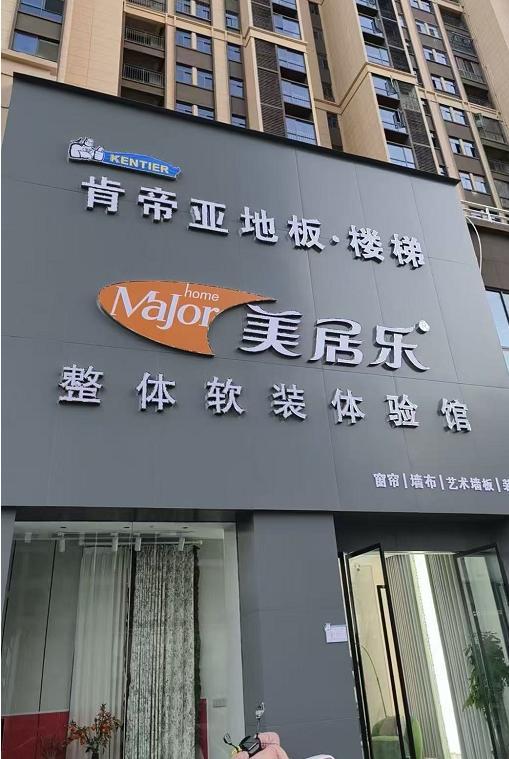 KENTIER
肯帝亚地板·楼梯
home
Major
美居乐®
整体软装体验馆
窗帘|墙布|艺术墙板|